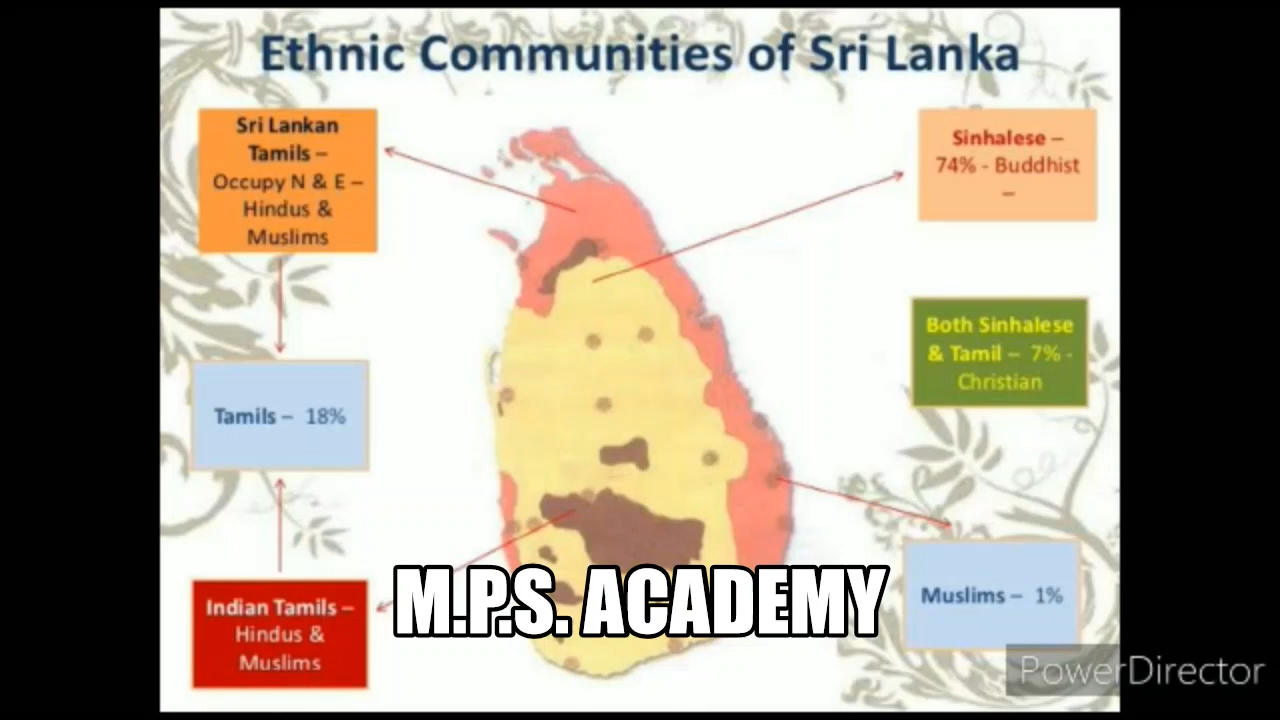 Ethnic Communities of Sri Lanka
Sri Lankan
Tamils –
Occupy N & E –
Hindus &
Muslims
Sinhalese –
74% - Buddhist
–
Both Sinhalese
& Tamil – 7% -
Christian
Tamils – 18%
Indian Tamils –
Hindus &
Muslims
Muslims – 1%
M.P.S. ACADEMY
PowerDirector